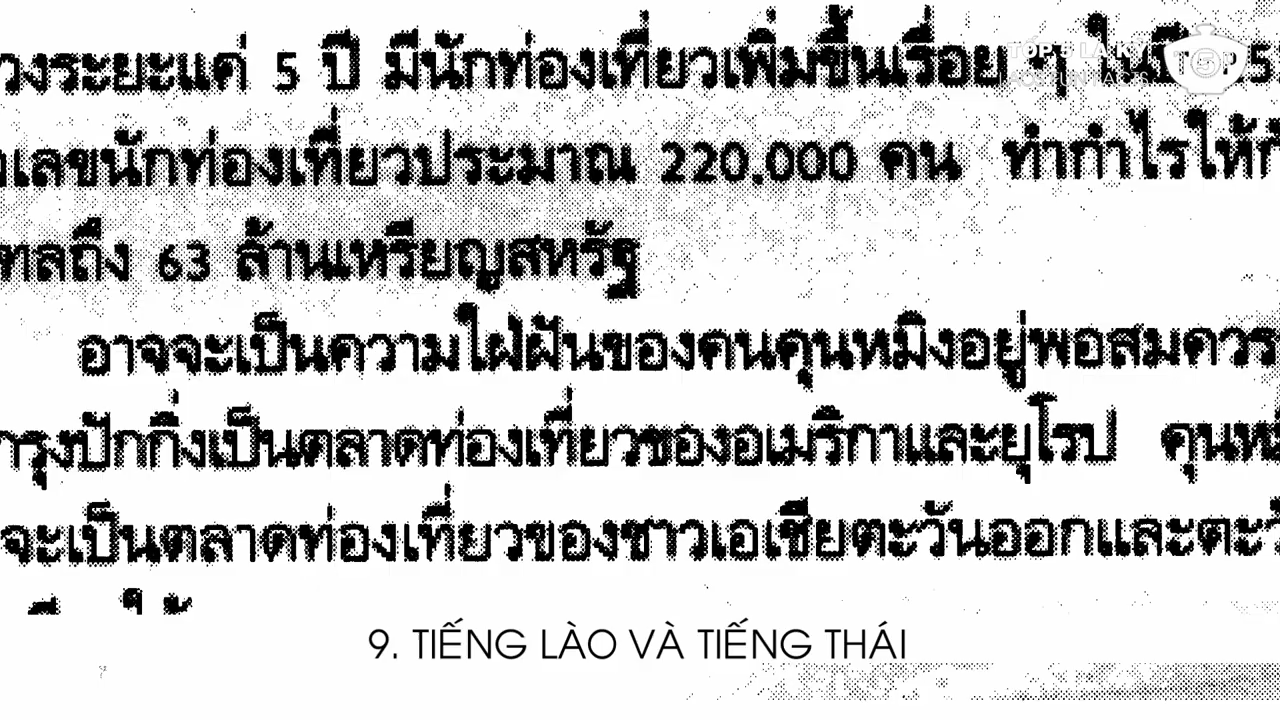 วงระยะแค่ 5 ปี มีนักท่องเที่ยวเพิ่มขึ้นเรื่อย ๆ ในปี
เลขนักท่องเที่ยวประมาณ 220,000 คน ทำกำไรให้
ถึง 63 ล้านเหรียญสหรัฐ
อาจจะเป็นความใฝ่ฝันของคนคุนหมิงอยู่พอสมควร
กรุงปักกิ่งเป็นตลาดท่องเที่ยวของอเมริกาและยุโรป
จะเป็นตลาดท่องเที่ยวของชาวเอเชียตะวันออกและ
9. TIẾNG LÀO VÀ TIẾNG THÁI